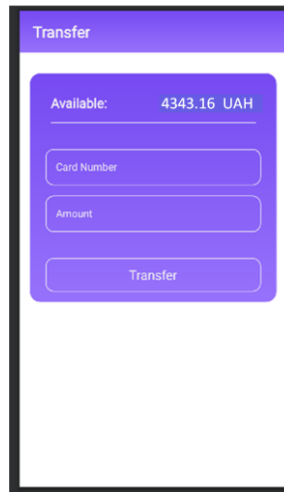 Transfer
Available: 4343.16 UAH
Card Number
Amount
Transfer